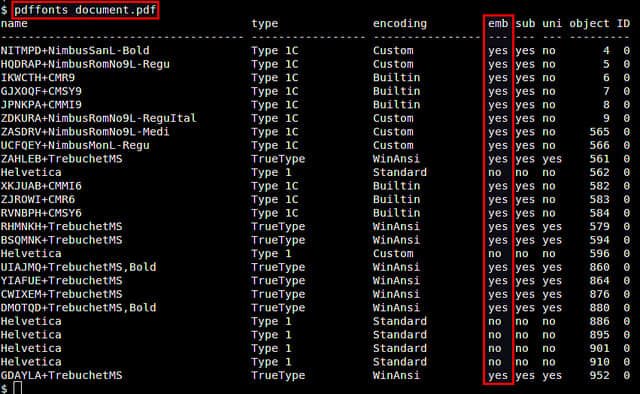 $ pdffonts document.pdf
name type encoding emb sub uni object ID
------------------------------------ ----------------- ---------------- --- --- --- ---------
NITMPD+NimbusSanL-Bold Type 1C Custom yes yes no 4 0
HQDRAP+NimbusRomNo9L-Regu Type 1C Custom yes yes no 5 0
IKWCTH+CMR9 Type 1C Builtin yes yes no 6 0
GJXOQF+CMSY9 Type 1C Builtin yes yes no 7 0
JPNKPA+CMMI9 Type 1C Builtin yes yes no 8 0
ZDKURA+NimbusRomNo9L-ReguItal Type 1C Custom yes yes no 9 0
ZASDRV+NimbusRomNo9L-Medi Type 1C Custom yes yes no 565 0
UCFQEY+NimbusMonL-Regu Type 1C Custom yes yes no 566 0
ZAHLEB+TrebuchetMS TrueType WinAnsi yes yes yes 561 0
Helvetica Type 1 Standard no no no 562 0
XKJUAB+CMMI6 Type 1C Builtin yes yes no 582 0
ZJROWI+CMR6 Type 1C Builtin yes yes no 583 0
RVNBPH+CMSY6 Type 1C Builtin yes yes no 584 0
RHMNKH+TrebuchetMS TrueType WinAnsi yes yes yes 579 0
BSQMNK+TrebuchetMS TrueType WinAnsi yes yes yes 594 0
Helvetica Type 1 Custom no no no 596 0
UIAJMQ+TrebuchetMS,Bold TrueType WinAnsi yes yes yes 860 0
YIAFUE+TrebuchetMS TrueType WinAnsi yes yes yes 864 0
CWIXEM+TrebuchetMS TrueType WinAnsi yes yes yes 876 0
DMOTQD+TrebuchetMS,Bold TrueType WinAnsi yes yes yes 880 0
Helvetica Type 1 Standard no no no 886 0
Helvetica Type 1 Standard no no no 895 0
Helvetica Type 1 Standard no no no 901 0
Helvetica Type 1 Standard no no no 910 0
GDAYLA+TrebuchetMS TrueType WinAnsi yes yes yes 952 0
$